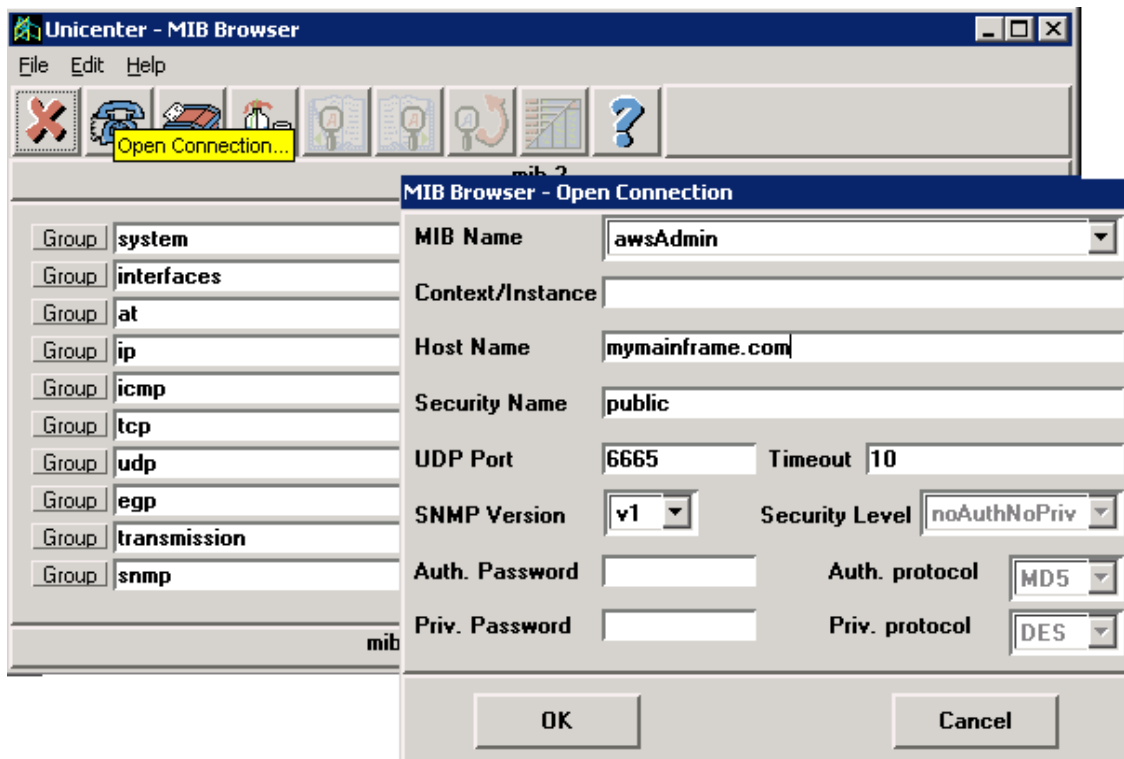 Unicenter - MIB Browser
File Edit Help
Open Connection...
mib-2
Group system
Group interfaces
Group at
Group ip
Group icmp
Group tcp
Group udp
Group egp
Group transmission
Group snmp
mib
MIB Browser - Open Connection
MIB Name awsAdmin
Context/Instance
Host Name mymainframe.com
Security Name public
UDP Port 6665 Timeout 10
SNMP Version v1 Security Level noAuthNoPriv
Auth. Password Auth. protocol MD5
Priv. Password Priv. protocol DES
OK Cancel